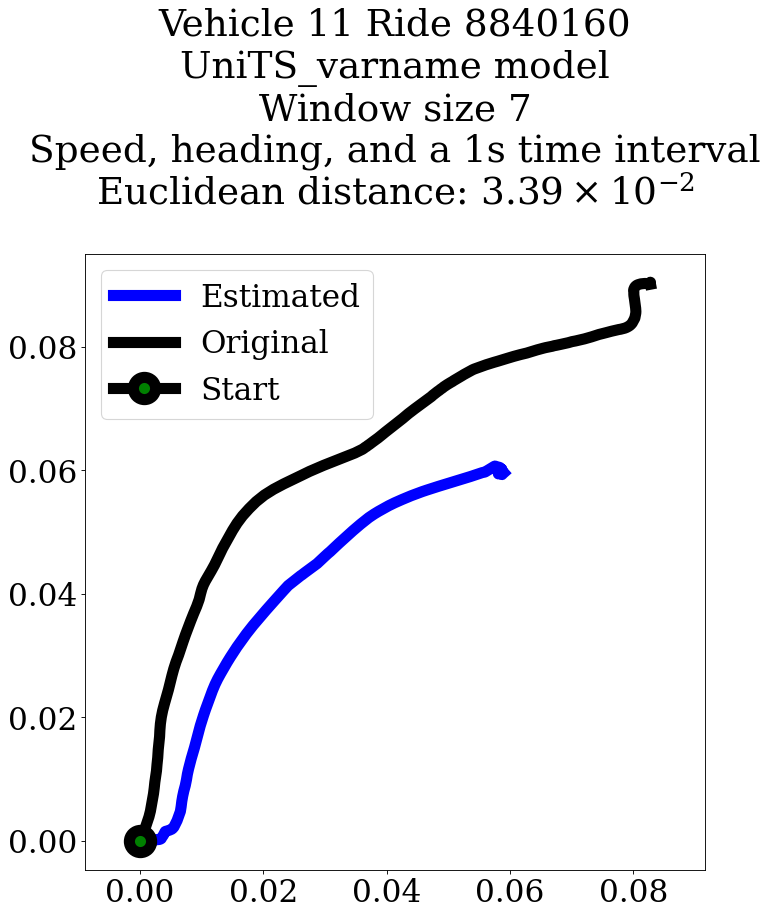 Vehicle 11 Ride 8840160
UniTS_varname model
Window size 7
Speed, heading, and a 1s time interval
Euclidean distance: 3.39 × 10⁻²
Estimated
Original
Start
0.08
0.06
0.04
0.02
0.00
0.00 0.02 0.04 0.06 0.08